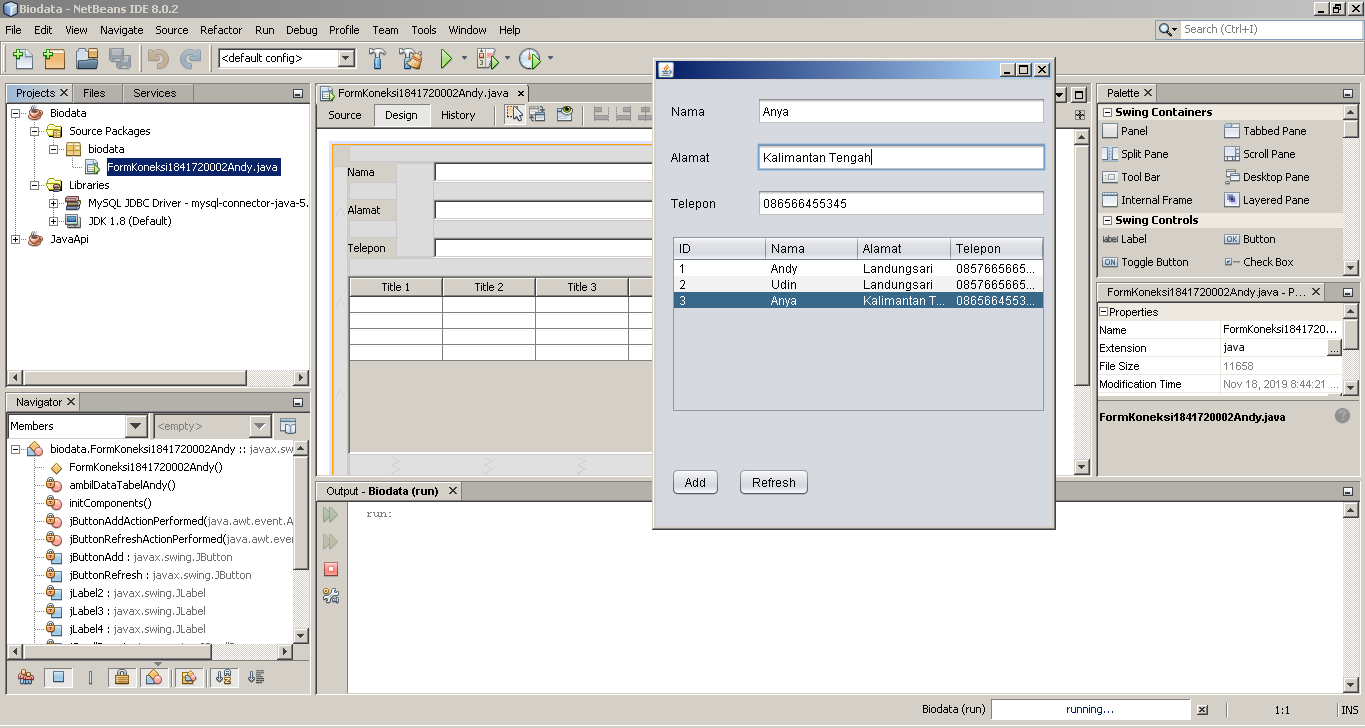 Biodata - NetBeans IDE 8.0.2
File Edit View Navigate Source Refactor Run Debug Profile Team Tools Window Help
Search (Ctrl+I)
<default config>
Projects Files Services
Biodata
Source Packages
biodata
FormKoneksi1841720002Andy.java
Libraries
MySQL JDBC Driver - mysql-connector-java-5.
JDK 1.8 (Default)
JavaApi
Navigator
Members <empty>
biodata.FormKoneksi1841720002Andy :: javax.sw
FormKoneksi1841720002Andy()
ambilDataTabelAndy()
initComponents()
jButtonAddActionPerformed(java.awt.event.A
jButtonRefreshActionPerformed(java.awt.eve
jButtonAdd : javax.swing.JButton
jButtonRefresh : javax.swing.JButton
jLabel2 : javax.swing.JLabel
jLabel3 : javax.swing.JLabel
jLabel4 : javax.swing.JLabel
FormKoneksi1841720002Andy.java
Source Design History
Nama
Alamat
Telepon
Title 1 Title 2 Title 3
Output - Biodata (run)
run:
Nama Anya
Alamat Kalimantan Tengah
Telepon 086566455345
ID Nama Alamat Telepon
1 Andy Landungsari 0857665665...
2 Udin Landungsari 0857665665...
3 Anya Kalimantan T... 0865664553...
Add Refresh
Palette
Swing Containers
Panel Tabbed Pane
Split Pane Scroll Pane
Tool Bar Desktop Pane
Internal Frame Layered Pane
Swing Controls
label Label OK Button
ON Toggle Button Check Box
FormKoneksi1841720002Andy.java - P...
Properties
Name FormKoneksi1841720...
Extension java ...
File Size 11658
Modification Time Nov 18, 2019 8:44:21 ...
FormKoneksi1841720002Andy.java
Biodata (run) running... 1:1 INS